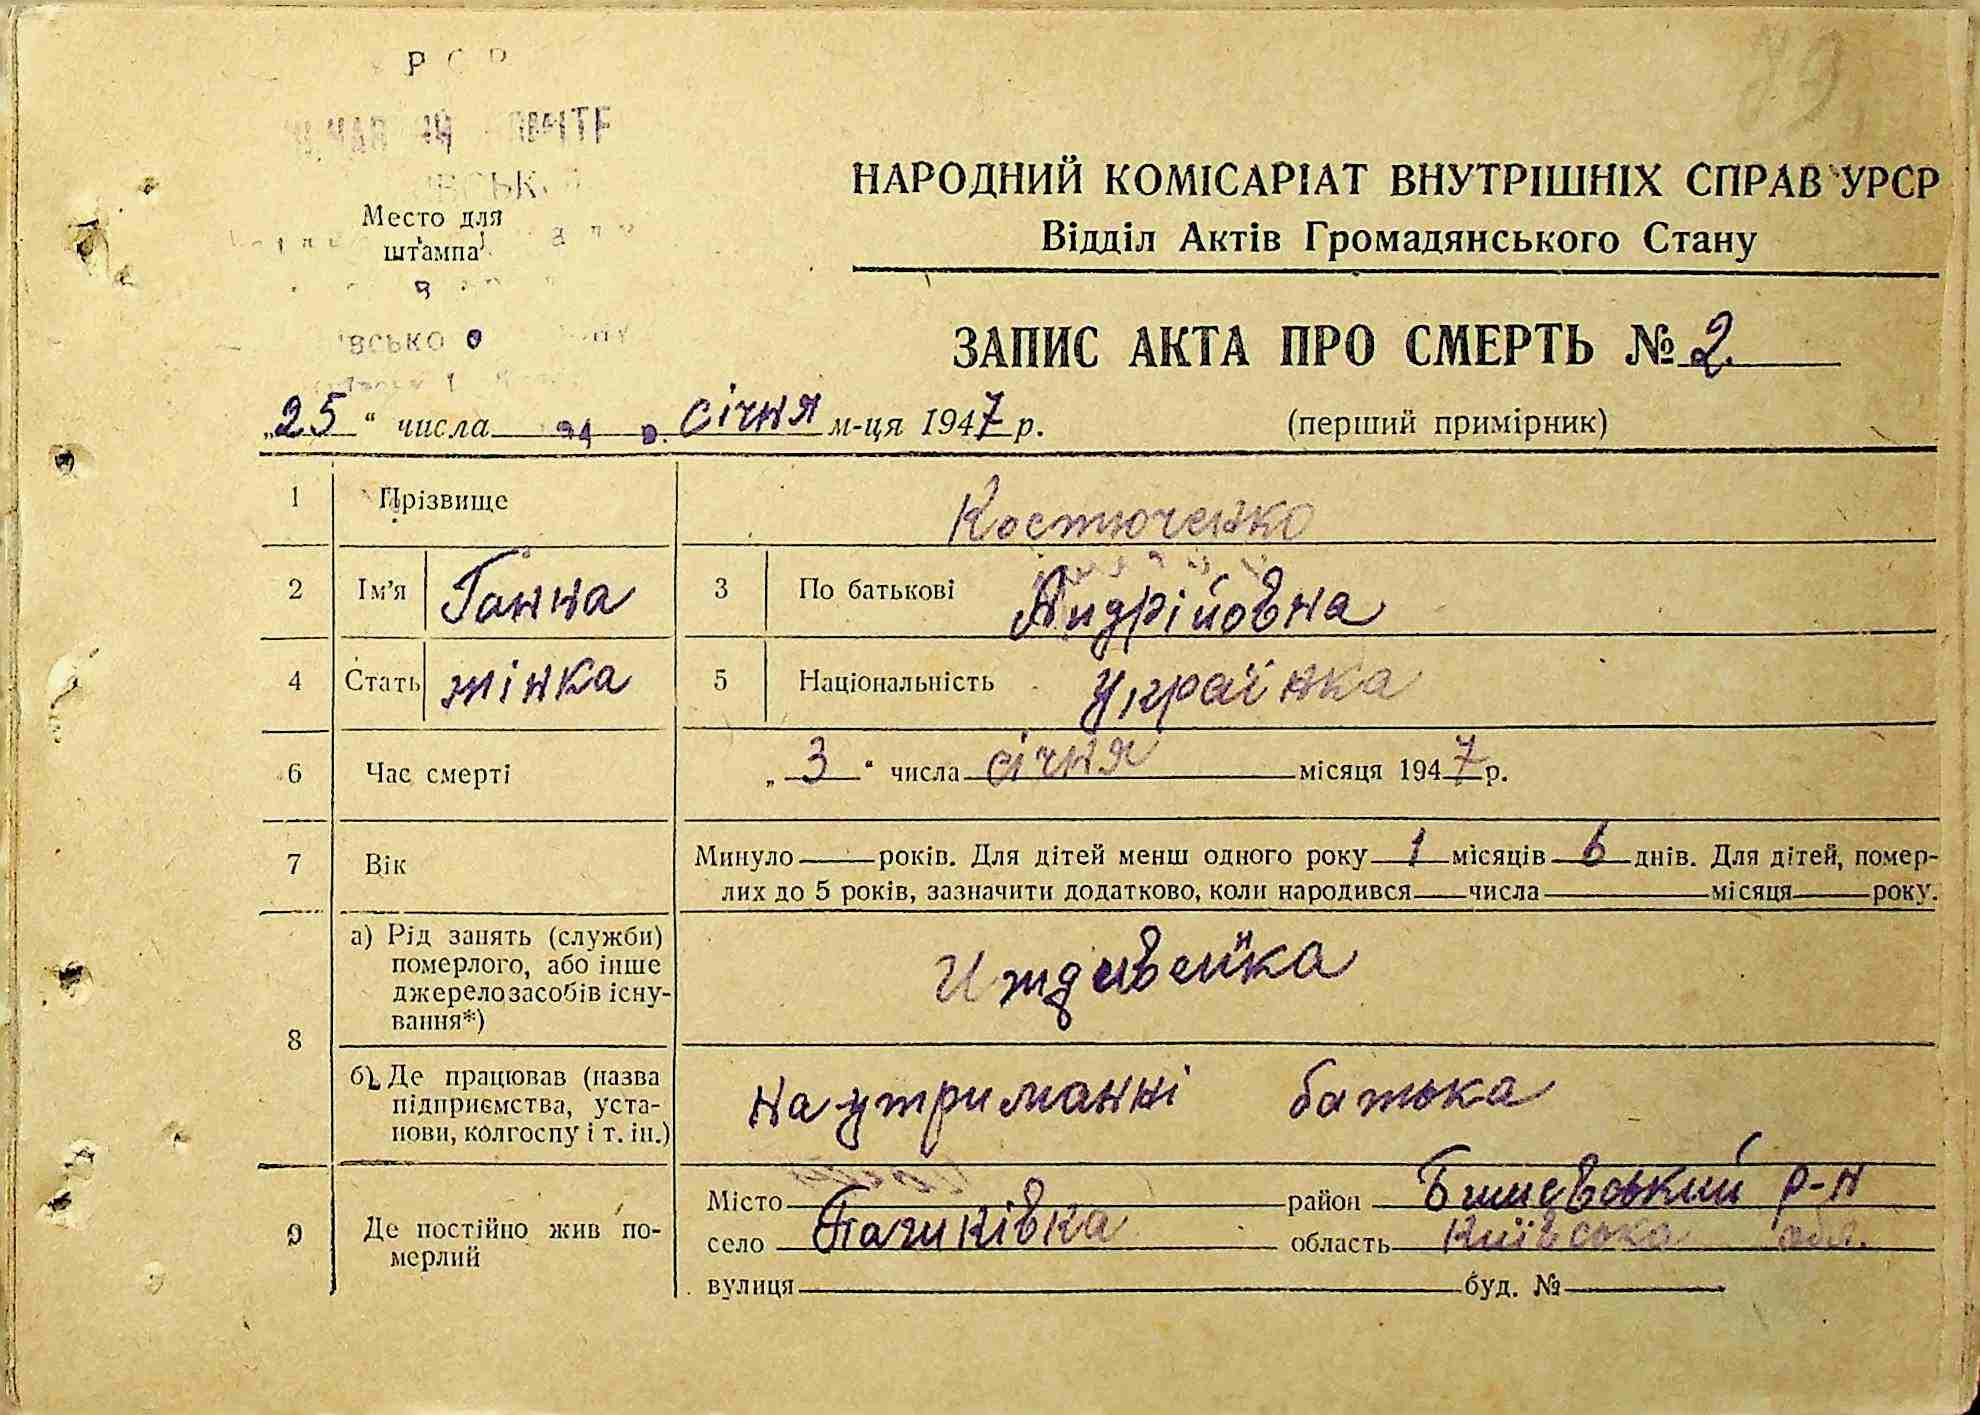 РСР
Место для
штампа
НАРОДНИЙ КОМІСАРІАТ ВНУТРІШНІХ СПРАВ УРСР
Відділ Актів Громадянського Стану
ЗАПИС АКТА ПРО СМЕРТЬ № 2
„25“ числа січня м-ця 1947 р. (перший примірник)
1 Прізвище Костюченко
2 Ім'я Ганна 3 По батькові Андрійовна
4 Стать жінка 5 Національність українка
6 Час смерті „3“ числа січня місяця 1947 р.
7 Вік Минуло років. Для дітей менш одного року 1 місяців 6 днів. Для дітей, помер-
лих до 5 років, зазначити додатково, коли народився числа місяця року.
8 а) Рід занять (служби)
померлого, або інше
джерело засобів існу-
вання*)
Иждивенка
б) Де працював (назва
підприємства, уста-
нови, колгоспу і т. ін.)
На утриманні батька
9 Де постійно жив по-
мерлий
Місто район Бишевський р-н
село Пашківка область Київська обл.
вулиця буд. №